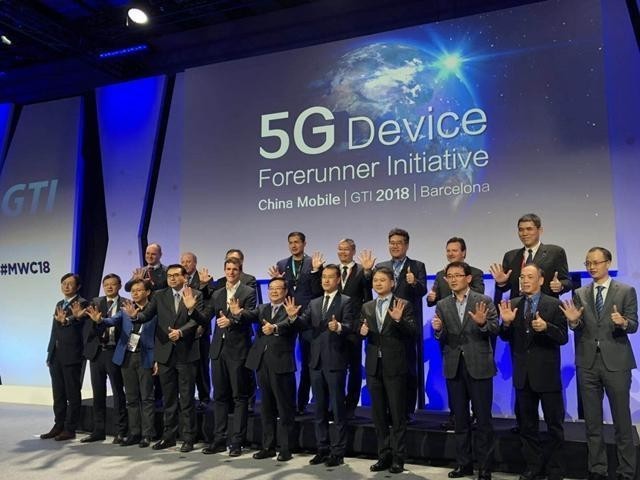 5G Device
Forerunner Initiative
China Mobile | GTI 2018 | Barcelona
GTI
#MWC18